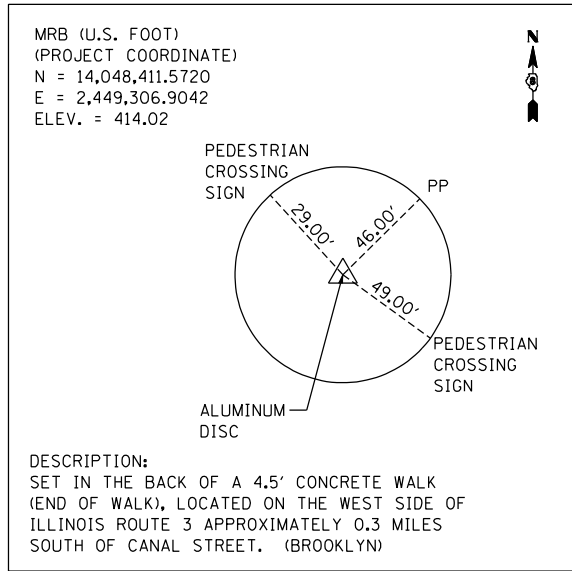 MRB (U.S. FOOT)
(PROJECT COORDINATE)
N = 14,048,411.5720
E = 2,449,306.9042
ELEV. = 414.02
N
PEDESTRIAN
CROSSING
SIGN
PP
29.00'
46.00'
49.00'
PEDESTRIAN
CROSSING
SIGN
ALUMINUM
DISC
DESCRIPTION:
SET IN THE BACK OF A 4.5' CONCRETE WALK
(END OF WALK), LOCATED ON THE WEST SIDE OF
ILLINOIS ROUTE 3 APPROXIMATELY 0.3 MILES
SOUTH OF CANAL STREET. (BROOKLYN)